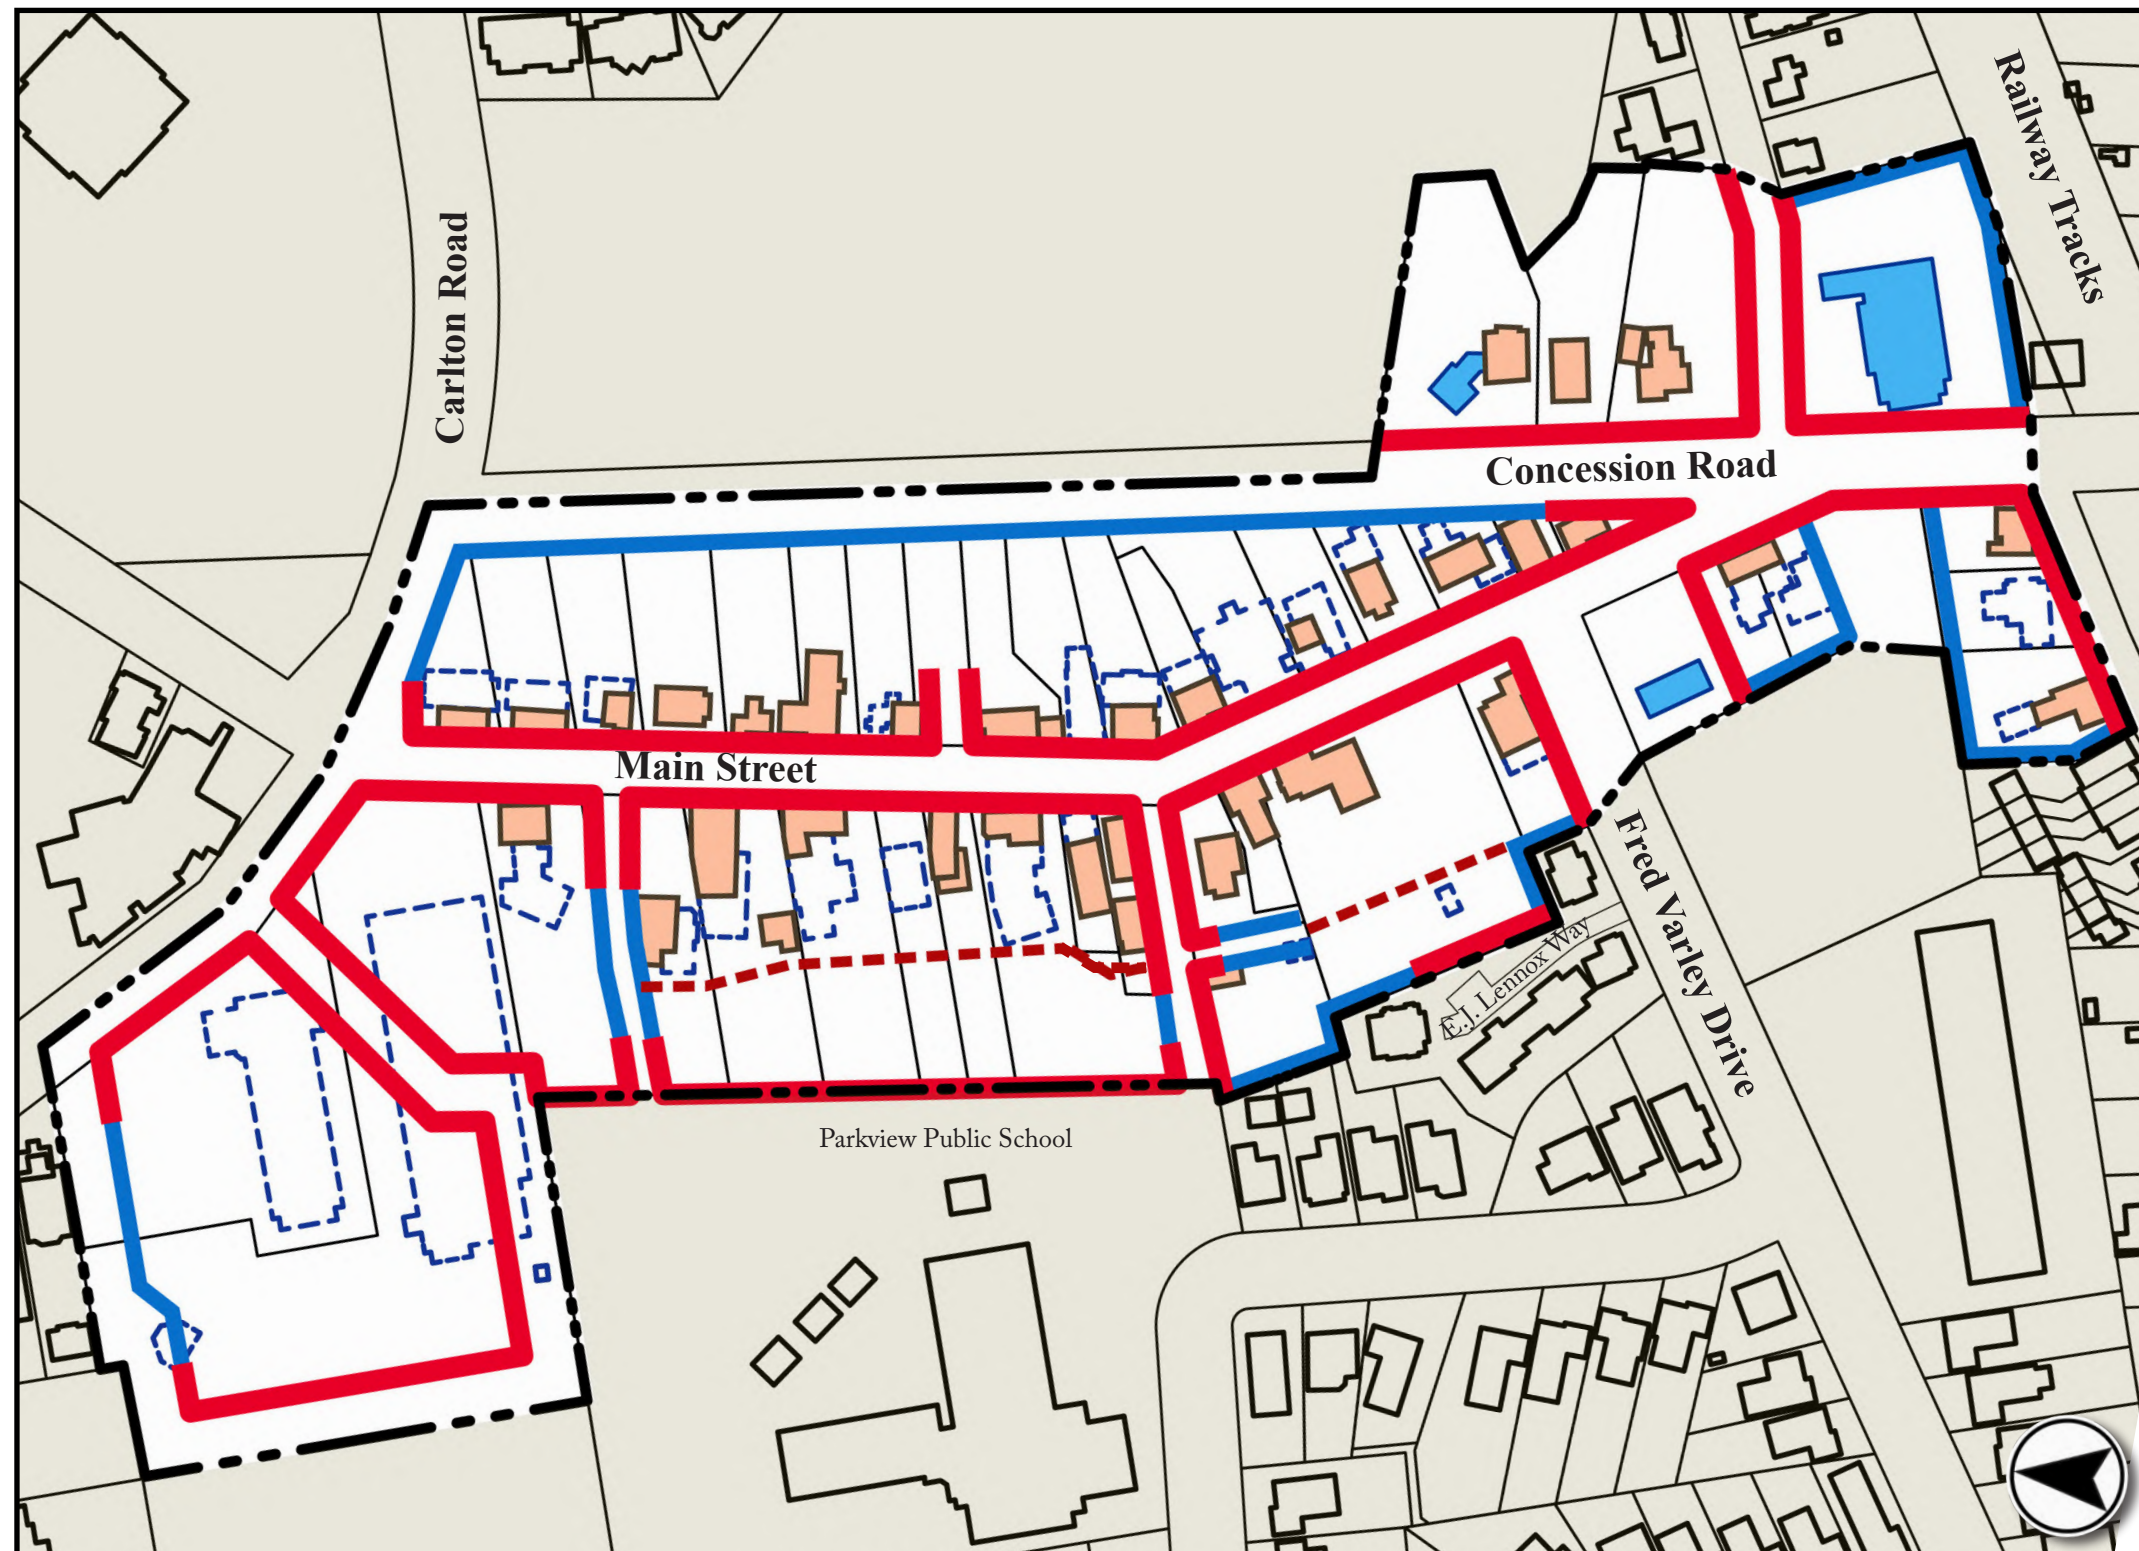 Railway Tracks
Carlton Road
Concession Road
Main Street
Fred Varley Drive
E.J. Lennox Way
Parkview Public School